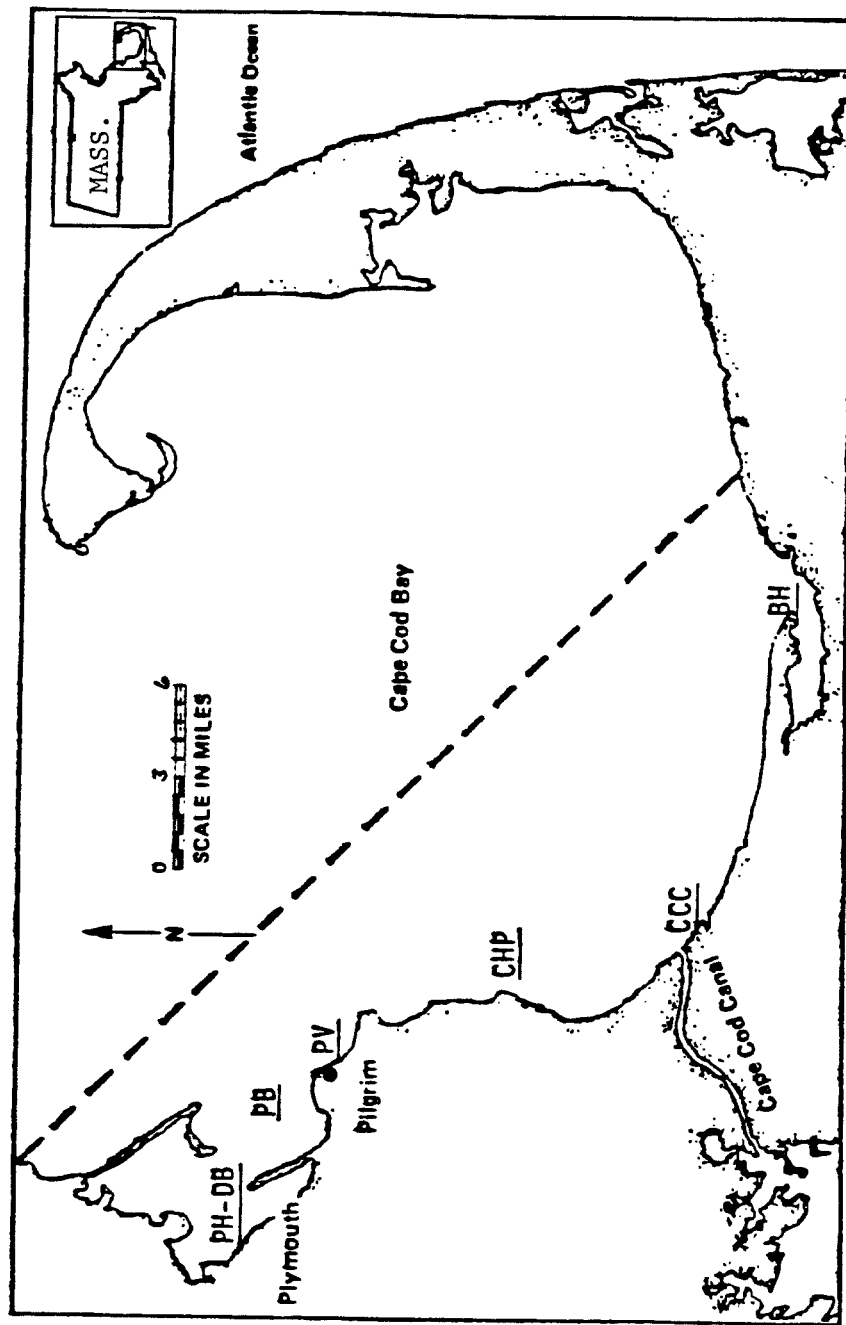 MASS.
Atlantic Ocean
0 3 6
SCALE IN MILES
N
Cape Cod Bay
PH-DB
PB
PV
Plymouth
Pilgrim
CHP
CCC
Cape Cod Canal
BH